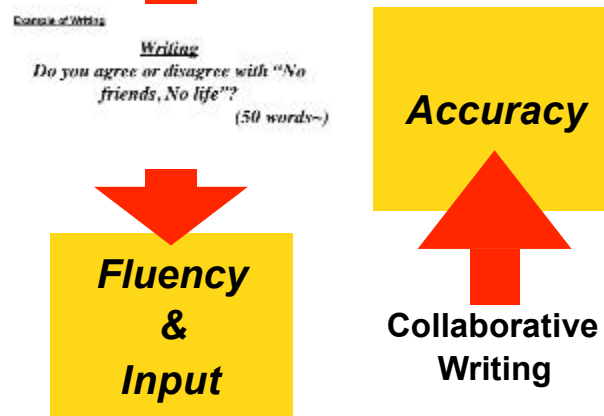 Example of Writing
Writing
Do you agree or disagree with “No
friends, No life”?
(50 words~)
Fluency
&
Input
Accuracy
Collaborative
Writing